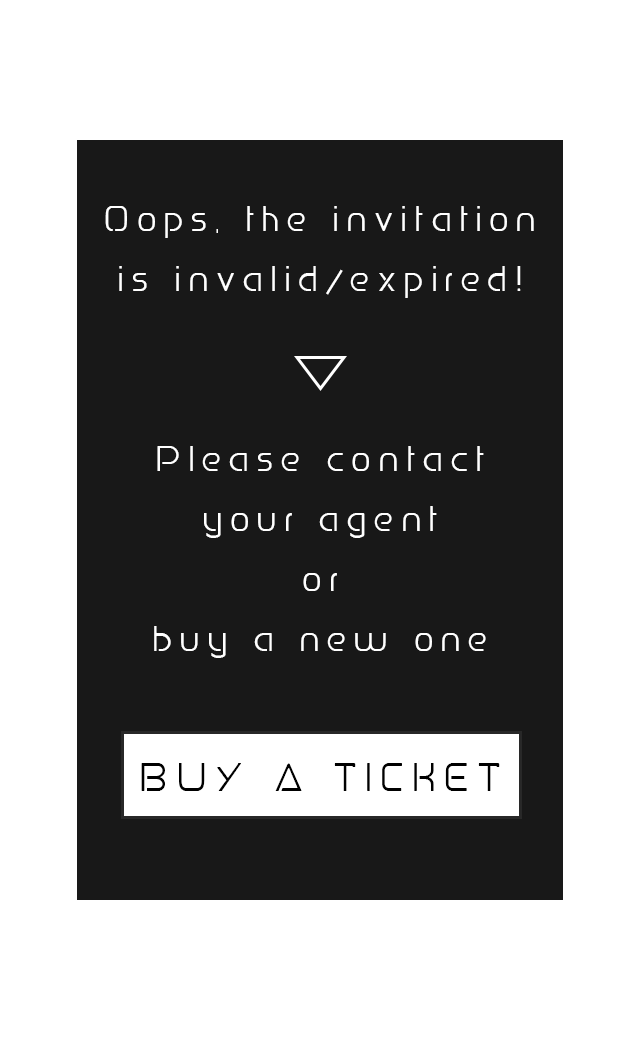 Oops, the invitation
is invalid/expired!
Please contact
your agent
or
buy a new one
BUY A TICKET